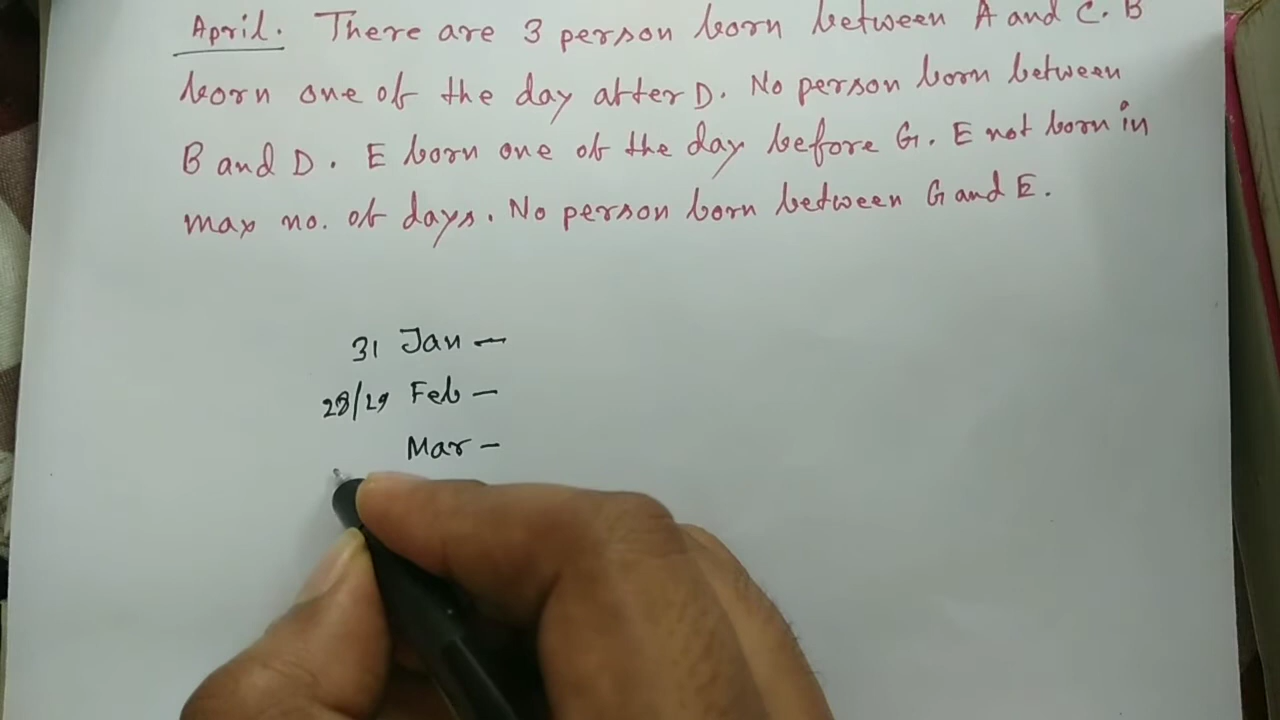 April. There are 3 person born between A and C. B
born one of the day after D. No person born between
B and D. E born one of the day before G. E not born in
max no. of days. No person born between G and E.
31 Jan -
28/29 Feb -
Mar -